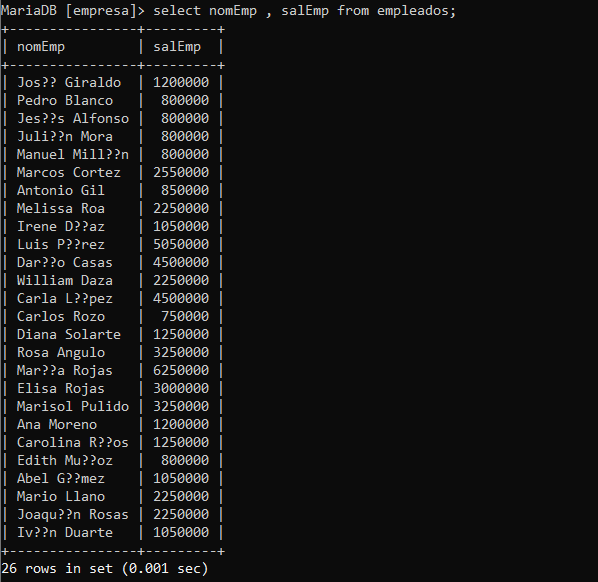 MariaDB [empresa]> select nomEmp , salEmp from empleados;
+----------------+---------+
| nomEmp         | salEmp  |
+----------------+---------+
| Jos?? Giraldo  | 1200000 |
| Pedro Blanco   |  800000 |
| Jes??s Alfonso |  800000 |
| Juli??n Mora   |  800000 |
| Manuel Mill??n |  800000 |
| Marcos Cortez  | 2550000 |
| Antonio Gil    |  850000 |
| Melissa Roa    | 2250000 |
| Irene D??az    | 1050000 |
| Luis P??rez    | 5050000 |
| Dar??o Casas   | 4500000 |
| William Daza   | 2250000 |
| Carla L??pez   | 4500000 |
| Carlos Rozo    |  750000 |
| Diana Solarte  | 1250000 |
| Rosa Angulo    | 3250000 |
| Mar??a Rojas   | 6250000 |
| Elisa Rojas    | 3000000 |
| Marisol Pulido | 3250000 |
| Ana Moreno     | 1200000 |
| Carolina R??os | 1250000 |
| Edith Mu??oz   |  800000 |
| Abel G??mez    | 1050000 |
| Mario Llano    | 2250000 |
| Joaqu??n Rosas | 2250000 |
| Iv??n Duarte   | 1050000 |
+----------------+---------+
26 rows in set (0.001 sec)